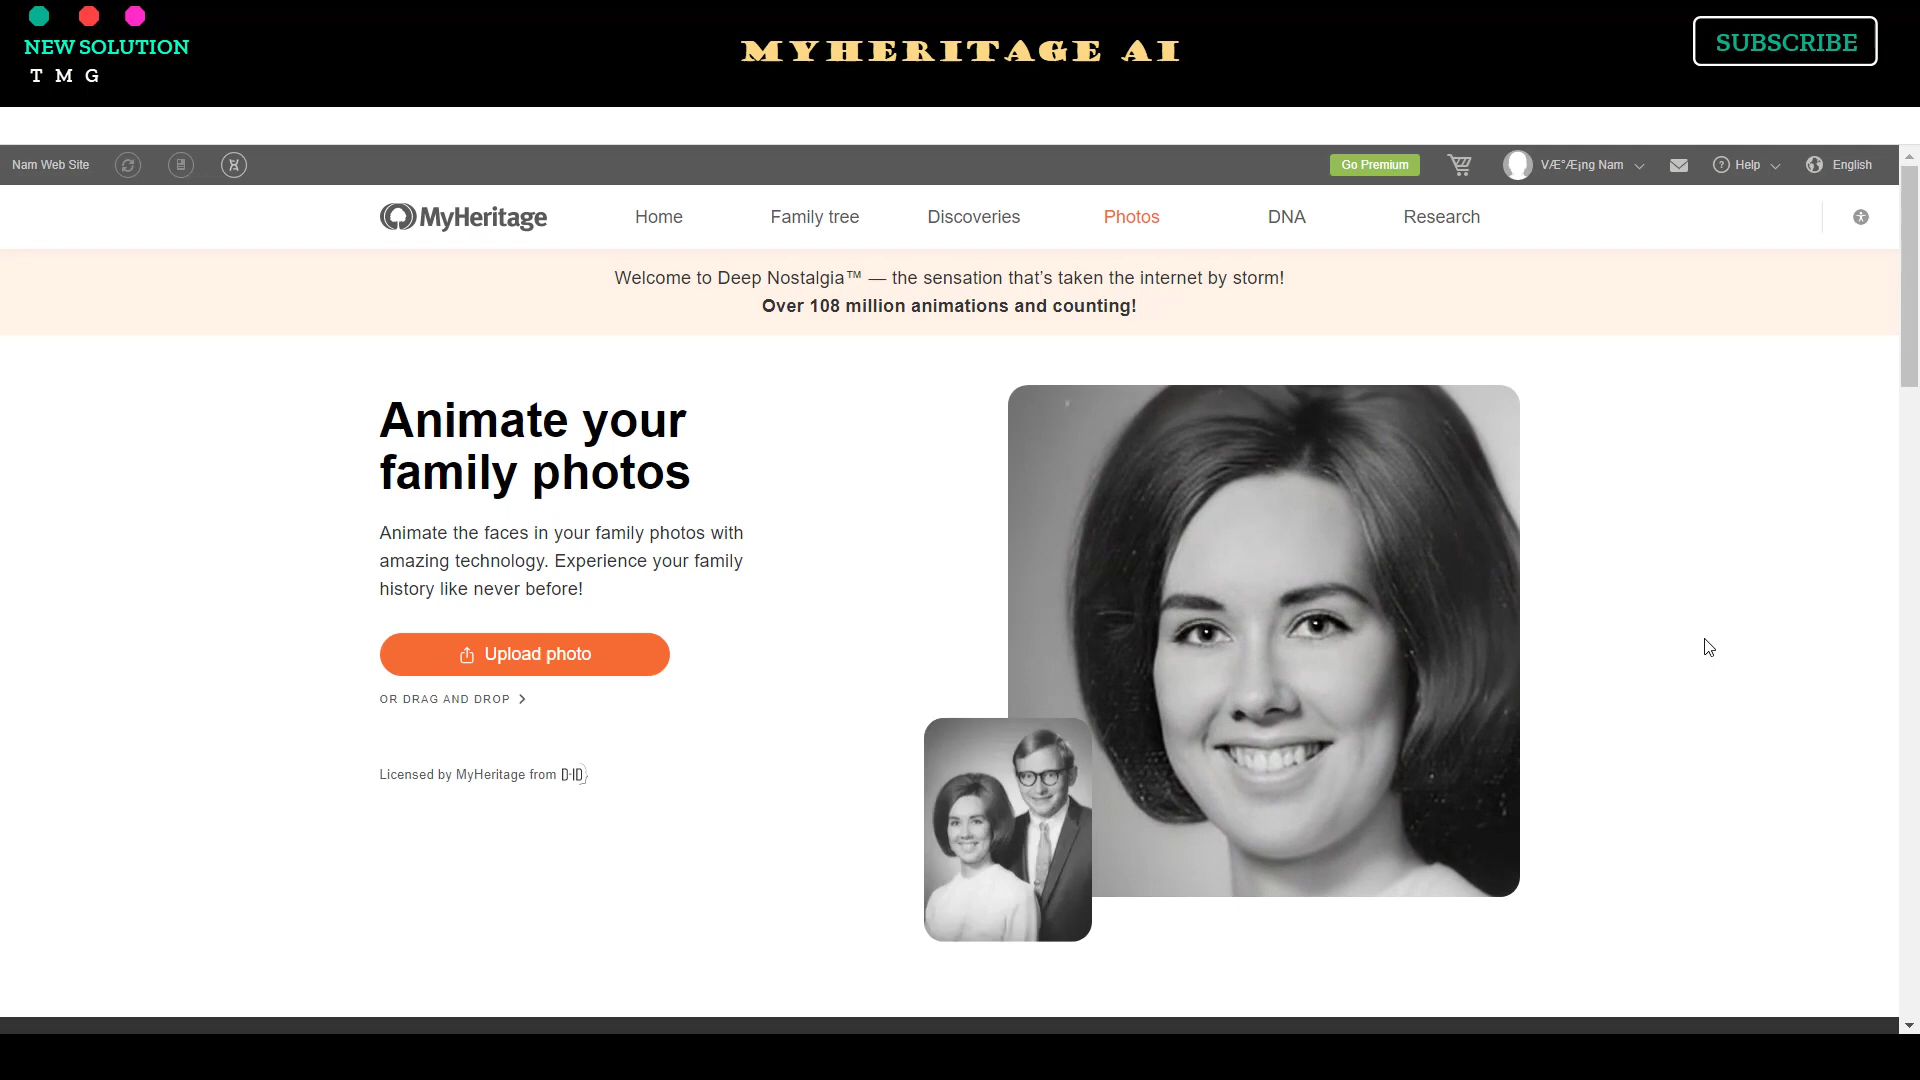 NEW SOLUTION
T M G
MYHERITAGE AI
SUBSCRIBE
Nam Web Site
Go Premium
VÆ°Æ¡ng Nam
Help
English
MyHeritage
Home
Family tree
Discoveries
Photos
DNA
Research
Welcome to Deep Nostalgia™ — the sensation that's taken the internet by storm!
Over 108 million animations and counting!
Animate your
family photos
Animate the faces in your family photos with
amazing technology. Experience your family
history like never before!
Upload photo
OR DRAG AND DROP
Licensed by MyHeritage from D-ID